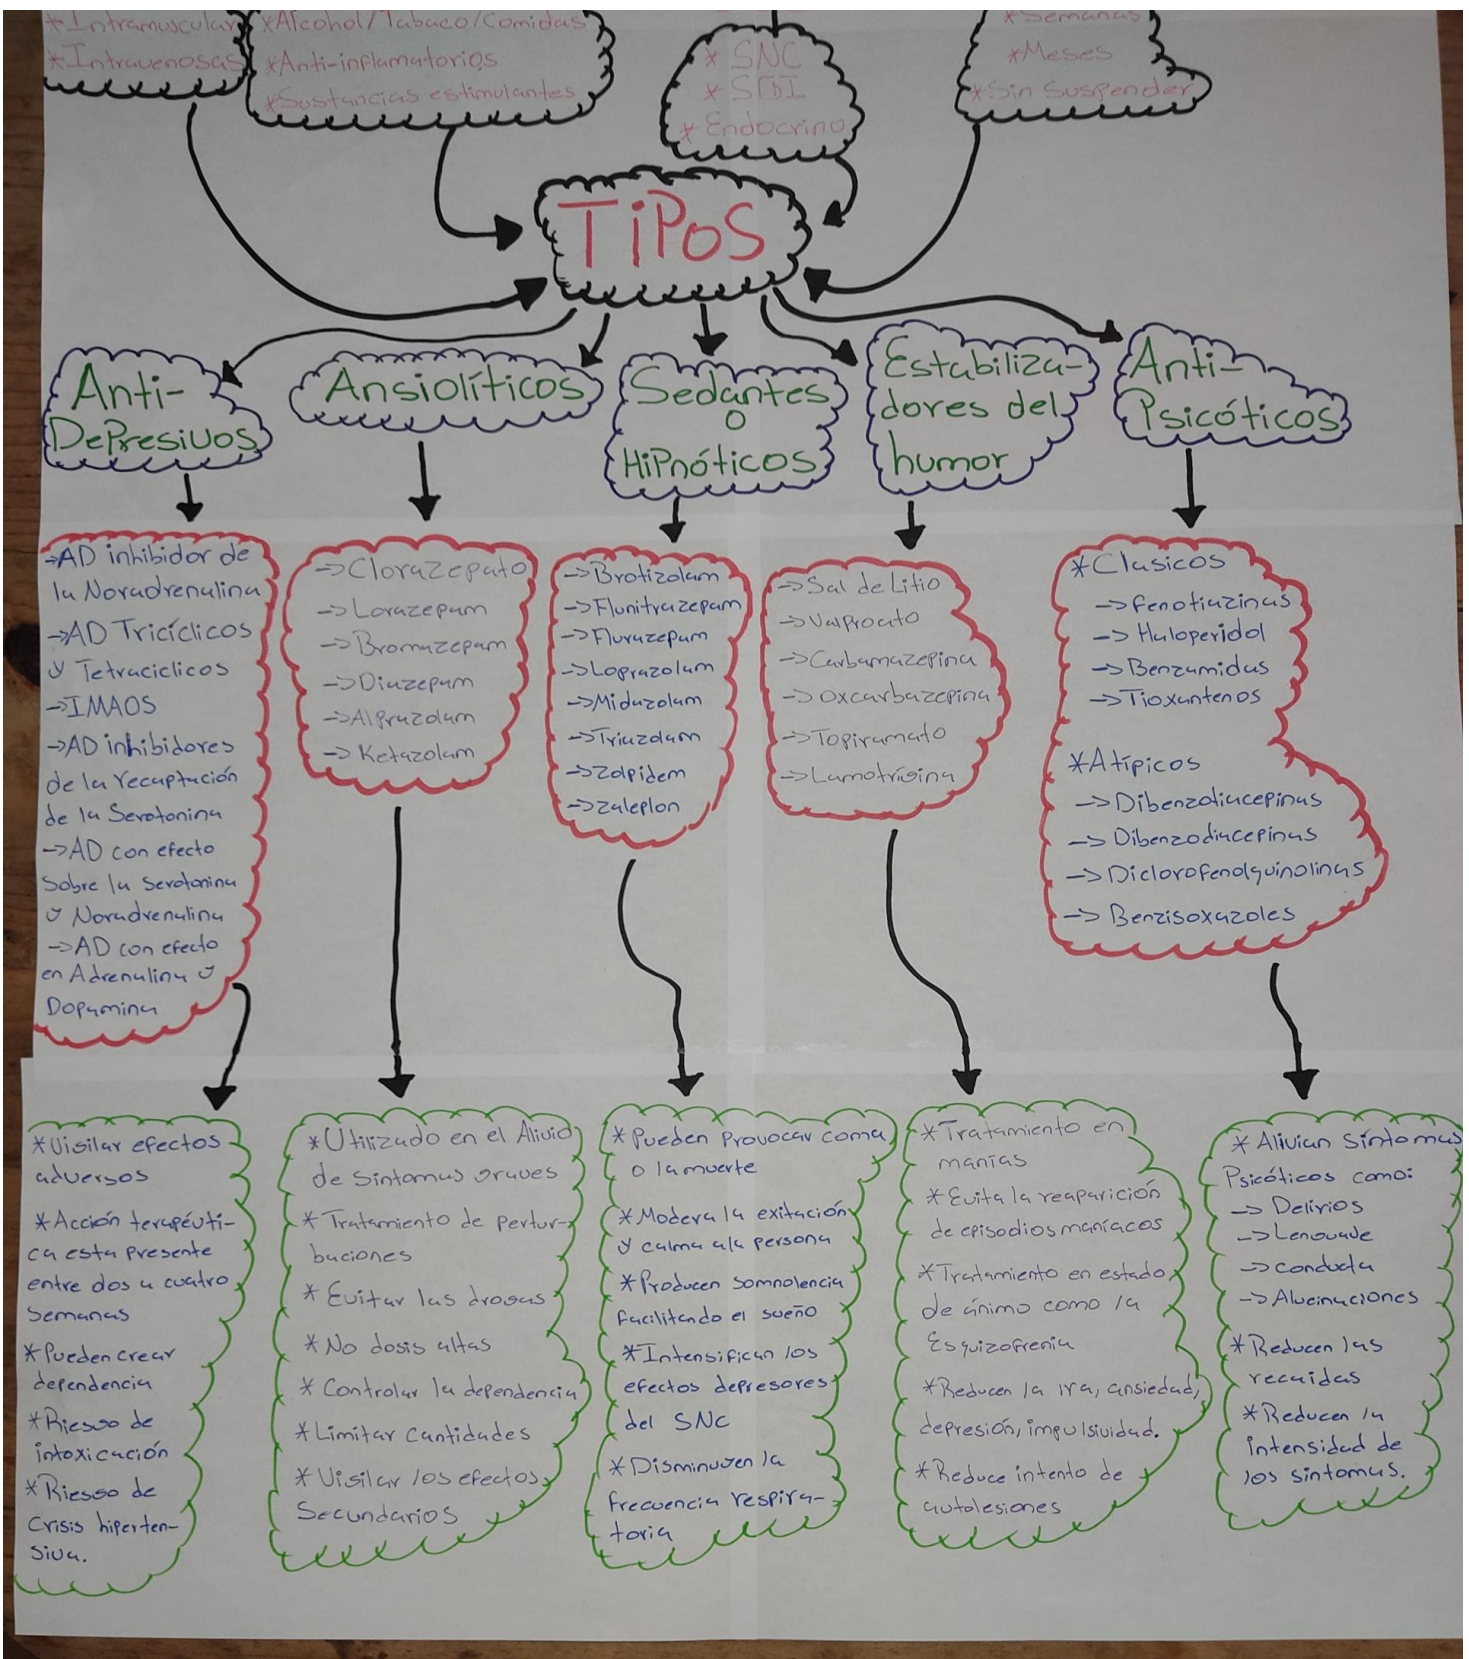 *Intramuscular
*Intravenosas
*Alcohol/Tabaco/Comidas
*Anti-inflamatorios
*Sustancias estimulantes
*SNC
*SGI
*Endocrino
*Semanas
*Meses
*Sin Suspender
TiPoS
Anti-
DePresivos
Ansiolíticos
Sedantes
o
HiPnóticos
Estabiliza-
dores del
humor
Anti-
Psicóticos
->AD inhibidor de
la Noradrenalina
->AD Tricíclicos
y Tetraciclicos
->IMAOS
->AD inhibidores
de la recaptación
de la Serotonina
->AD con efecto
Sobre la Serotonina
y Noradrenalina
->AD con efecto
en Adrenalina y
Dopamina
->Clorazepato
->Lorazepam
->Bromazepam
->Diazepam
->Alprazolam
->Ketazolam
->Brotizolam
->Flunitrazepam
->Flurazepam
->Loprazolam
->Midazolam
->Triazolam
->Zolpidem
->Zaleplon
->Sal de Litio
->Valproato
->Carbamazepina
->Oxcarbazepina
->Topiramato
->Lamotrigina
*Clasicos
->Fenotiazinas
->Haloperidol
->Benzamidas
->Tioxantenos
*Atípicos
->Dibenzotiacepinas
->Dibenzodiacepinas
->Diclorofenolquinolinas
->Benzisoxazoles
*Vigilar efectos
adversos
*Acción terapéuti-
ca esta presente
entre dos a cuatro
Semanas
*Pueden crear
dependencia
*Riesgo de
intoxicación
*Riesgo de
Crisis hiperten-
siva.
*Utilizado en el Alivio
de Sintomas graves
*Tratamiento de pertur-
baciones
*Evitar las drogas
*No dosis altas
*Controlar la dependencia
*Limitar Cantidades
*Vigilar los efectos
Secundarios
*Pueden provocar coma
o la muerte
*Modera la exitación
y calma a la persona
*Producen somnolencia
facilitando el sueño
*Intensifican los
efectos depresores
del SNC
*Disminuyen la
frecuencia respira-
toria
*Tratamiento en
manías
*Evita la reaparición
de episodios maníacos
*Tratamiento en estado
de ánimo como la
Esquizofrenia
*Reducen la ira, ansiedad,
depresión, impulsividad.
*Reduce intento de
autolesiones
*Alivian Síntomas
Psicóticos como:
->Delirios
->Lenguaje
->conducta
->Alucinaciones
*Reducen las
recaidas
*Reducen la
intensidad de
los sintomas.